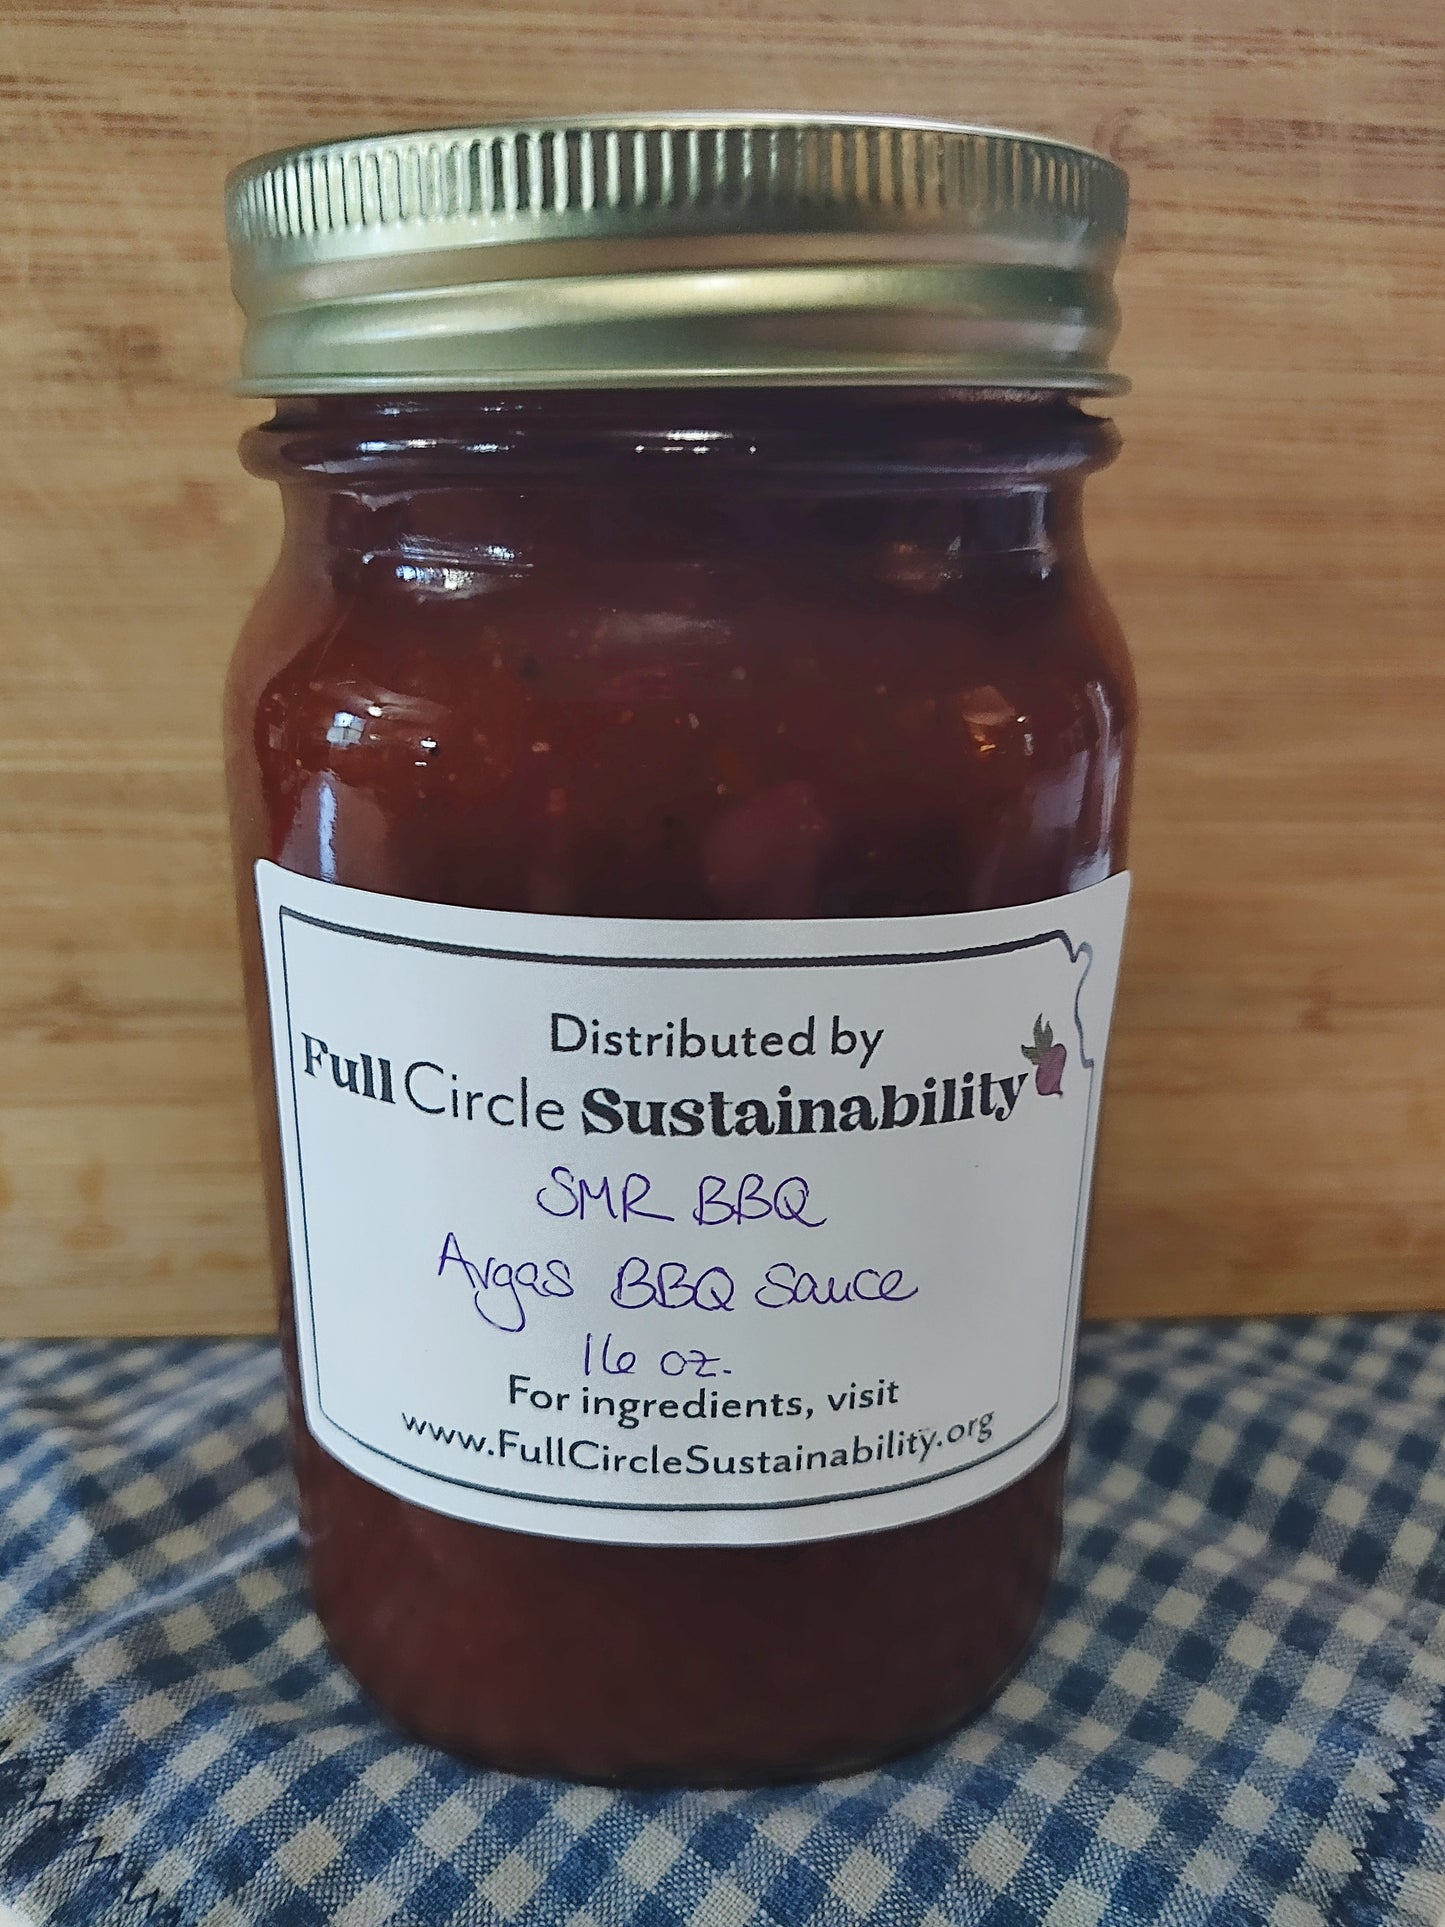 Distributed by
Full Circle Sustainability
SMR BBQ
Argas BBQ Sauce
16 oz.
For ingredients, visit
www.FullCircleSustainability.org